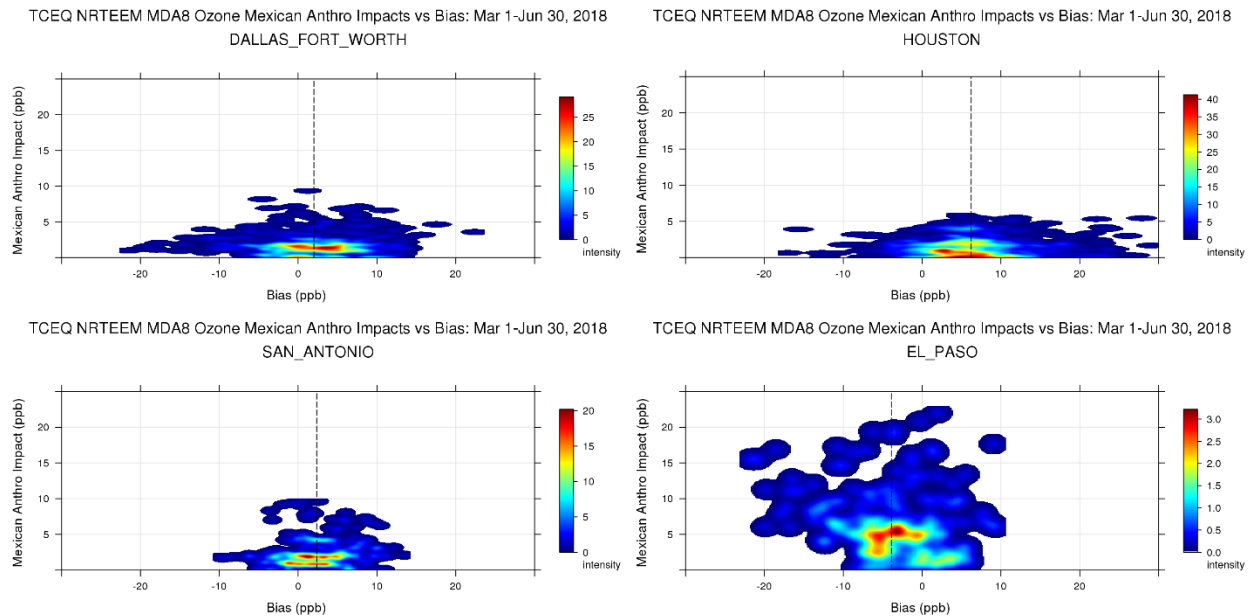 TCEQ NRTEEM MDA8 Ozone Mexican Anthro Impacts vs Bias: Mar 1-Jun 30, 2018
DALLAS_FORT_WORTH
Mexican Anthro Impact (ppb)
20
15
10
5
-20 -10 0 10 20
Bias (ppb)
25
20
15
10
5
0
intensity
TCEQ NRTEEM MDA8 Ozone Mexican Anthro Impacts vs Bias: Mar 1-Jun 30, 2018
HOUSTON
Mexican Anthro Impact (ppb)
20
15
10
5
-20 -10 0 10 20
Bias (ppb)
40
35
30
25
20
15
10
5
0
intensity
TCEQ NRTEEM MDA8 Ozone Mexican Anthro Impacts vs Bias: Mar 1-Jun 30, 2018
SAN_ANTONIO
Mexican Anthro Impact (ppb)
20
15
10
5
-20 -10 0 10 20
Bias (ppb)
20
15
10
5
0
intensity
TCEQ NRTEEM MDA8 Ozone Mexican Anthro Impacts vs Bias: Mar 1-Jun 30, 2018
EL_PASO
Mexican Anthro Impact (ppb)
20
15
10
5
-20 -10 0 10 20
Bias (ppb)
3.0
2.5
2.0
1.5
1.0
0.5
0.0
intensity